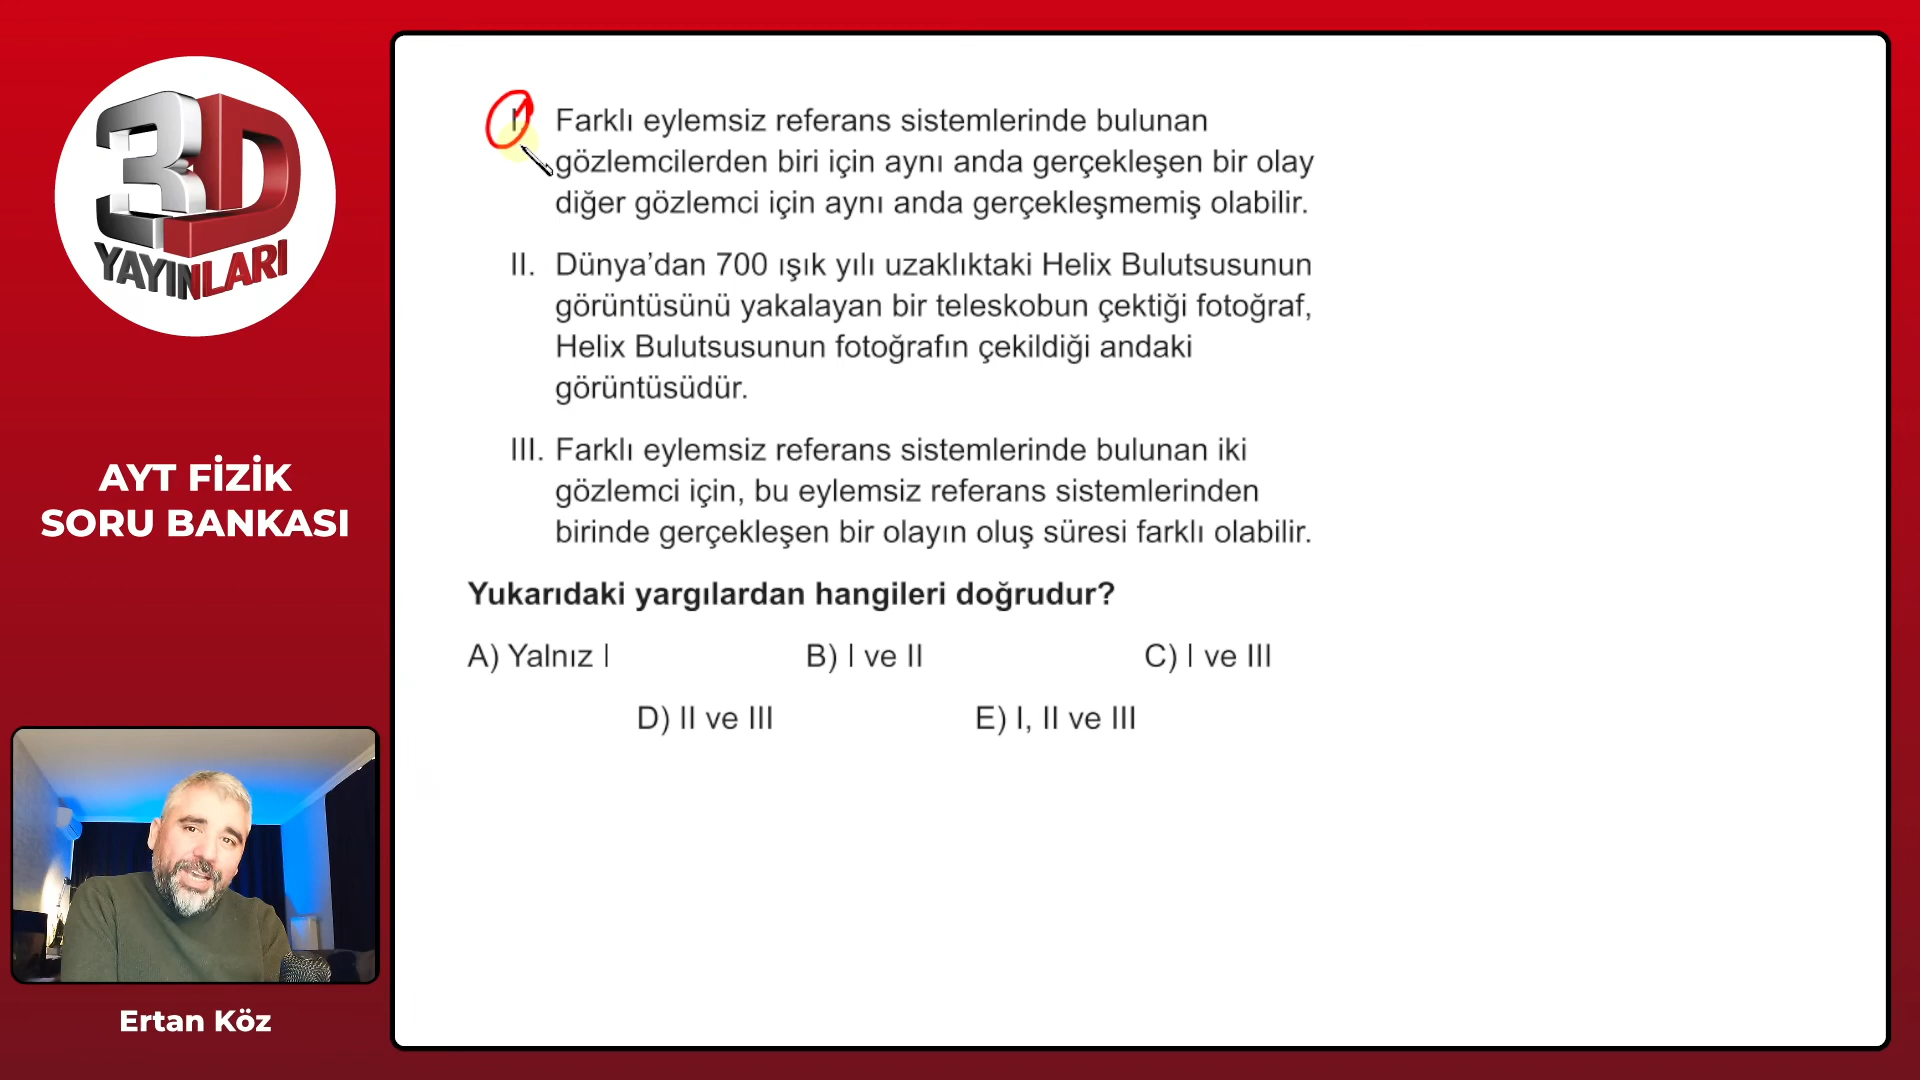 3D
YAYINLARI
AYT FİZİK
SORU BANKASI
Ertan Köz
I. Farklı eylemsiz referans sistemlerinde bulunan
gözlemcilerden biri için aynı anda gerçekleşen bir olay
diğer gözlemci için aynı anda gerçekleşmemiş olabilir.
II. Dünya’dan 700 ışık yılı uzaklıktaki Helix Bulutsusunun
görüntüsünü yakalayan bir teleskobun çektiği fotoğraf,
Helix Bulutsusunun fotoğrafın çekildiği andaki
görüntüsüdür.
III. Farklı eylemsiz referans sistemlerinde bulunan iki
gözlemci için, bu eylemsiz referans sistemlerinden
birinde gerçekleşen bir olayın oluş süresi farklı olabilir.
Yukarıdaki yargılardan hangileri doğrudur?
A) Yalnız I B) I ve II C) I ve III
D) II ve III E) I, II ve III